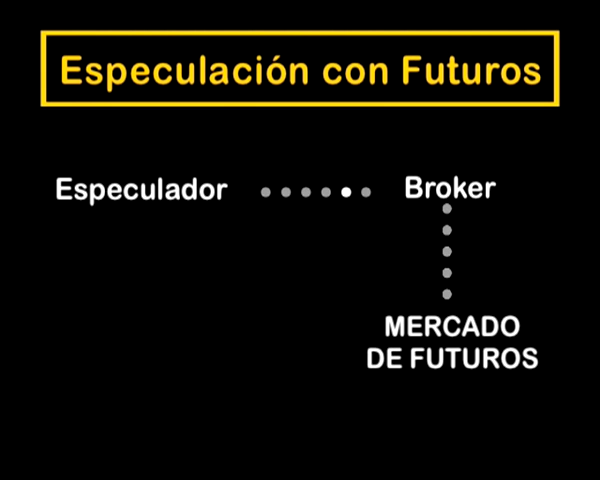 Especulación con Futuros
Especulador
Broker
MERCADO
DE FUTUROS